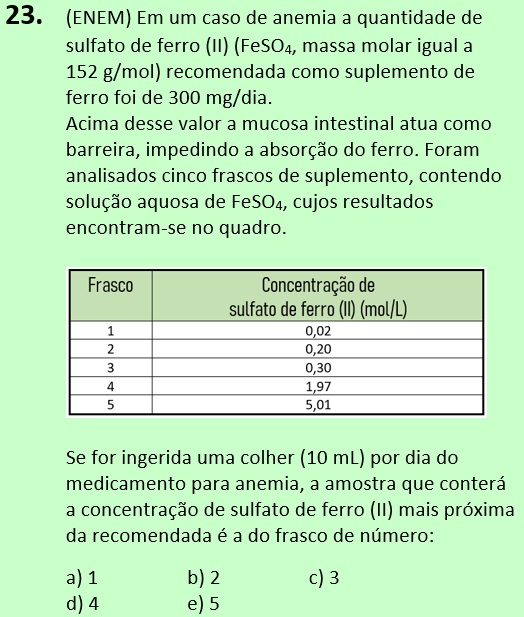 23. (ENEM) Em um caso de anemia a quantidade de
sulfato de ferro (II) (FeSO₄, massa molar igual a
152 g/mol) recomendada como suplemento de
ferro foi de 300 mg/dia.
Acima desse valor a mucosa intestinal atua como
barreira, impedindo a absorção do ferro. Foram
analisados cinco frascos de suplemento, contendo
solução aquosa de FeSO₄, cujos resultados
encontram-se no quadro.
Frasco Concentração de
sulfato de ferro (II) (mol/L)
1 0,02
2 0,20
3 0,30
4 1,97
5 5,01
Se for ingerida uma colher (10 mL) por dia do
medicamento para anemia, a amostra que conterá
a concentração de sulfato de ferro (II) mais próxima
da recomendada é a do frasco de número:
a) 1 b) 2 c) 3
d) 4 e) 5